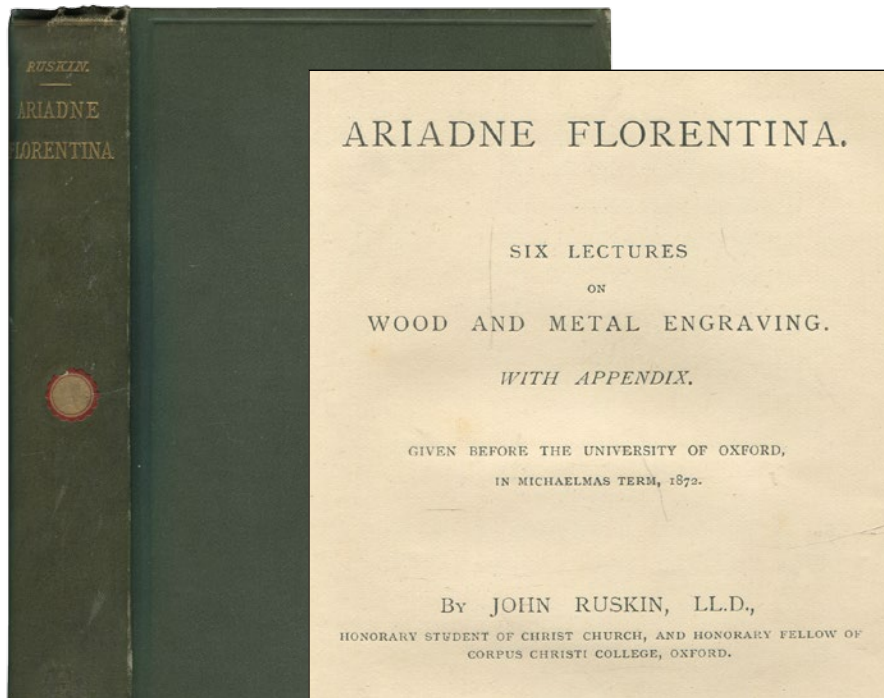 RUSKIN.
ARIADNE
FLORENTINA
ARIADNE FLORENTINA.
SIX LECTURES
ON
WOOD AND METAL ENGRAVING.
WITH APPENDIX.
GIVEN BEFORE THE UNIVERSITY OF OXFORD,
IN MICHAELMAS TERM, 1872.
BY JOHN RUSKIN, LL.D.,
HONORARY STUDENT OF CHRIST CHURCH, AND HONORARY FELLOW OF
CORPUS CHRISTI COLLEGE, OXFORD.